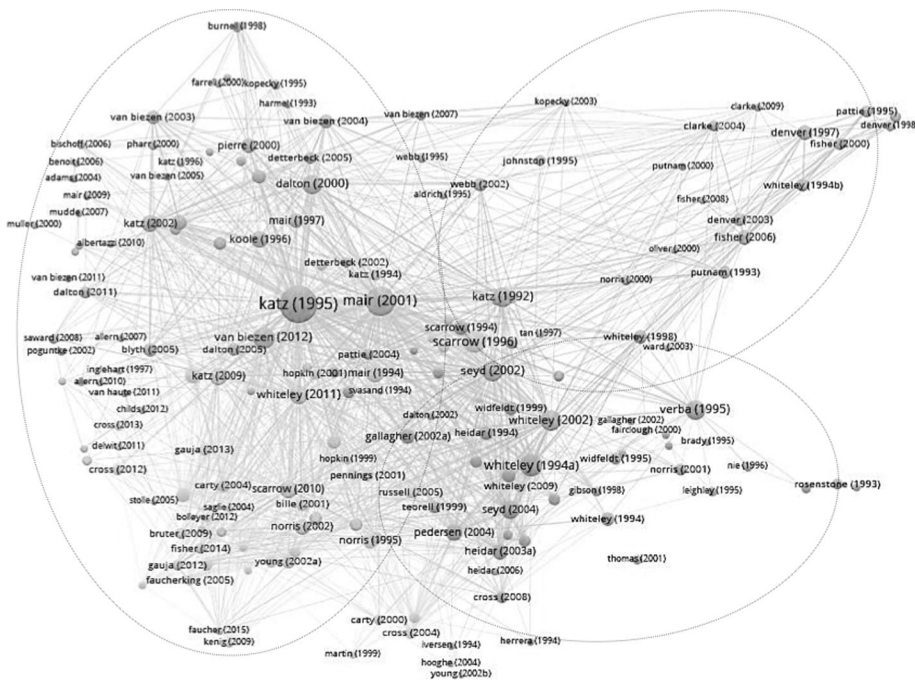 burnell (1998)
farrell (2000)
kopecky (1995)
harmel (1993)
van biezen (2003)
van biezen (2004)
van biezen (2007)
kopecky (2003)
clarke (2009)
pattie (1995)
clarke (2004)
denver (1998)
denver (1997)
fisher (2000)
bischoff (2006)
pharr (2000)
pierre (2000)
benoit (2006)
katz (1996)
detterbeck (2005)
webb (1995)
johnston (1995)
putnam (2000)
adams (2004)
van biezen (2005)
dalton (2000)
webb (2002)
whiteley (1994b)
mair (2009)
aldrich (1995)
fisher (2008)
mudde (2007)
muller (2000)
katz (2002)
mair (1997)
denver (2003)
koole (1996)
fisher (2006)
albertazzi (2010)
oliver (2000)
detterbeck (2002)
katz (1994)
van biezen (2011)
norris (2000)
putnam (1993)
dalton (2011)
katz (1995)
mair (2001)
katz (1992)
scarrow (1994)
tan (1997)
saward (2008)
allern (2007)
van biezen (2012)
scarrow (1996)
whiteley (1998)
ward (2003)
poguntke (2002)
blyth (2005)
dalton (2005)
pattie (2004)
inglehart (1997)
katz (2009)
hopkin (2001)
mair (1994)
seyd (2002)
allern (2010)
van haute (2011)
whiteley (2011)
svasand (1994)
childs (2012)
dalton (2002)
widfeldt (1999)
verba (1995)
cross (2013)
whiteley (2002)
gallagher (2002)
fairclough (2000)
gallagher (2002a)
heidar (1994)
brady (1995)
delwit (2011)
gauja (2013)
hopkin (1999)
widfeldt (1995)
cross (2012)
whiteley (1994a)
norris (2001)
nie (1996)
pennings (2001)
carty (2004)
scarrow (2010)
whiteley (2009)
rosenstone (1993)
stolle (2005)
russell (2005)
gibson (1998)
leighley (1995)
saglie (2004)
bille (2001)
teorell (1999)
seyd (2004)
bolleyer (2012)
whiteley (1994)
norris (2002)
bruter (2009)
norris (1995)
pedersen (2004)
fisher (2014)
heidar (2003a)
gauja (2012)
young (2002a)
thomas (2001)
faucherking (2005)
heidar (2006)
cross (2008)
carty (2000)
faucher (2015)
cross (2004)
kenig (2009)
iversen (1994)
herrera (1994)
martin (1999)
hooghe (2004)
young (2002b)